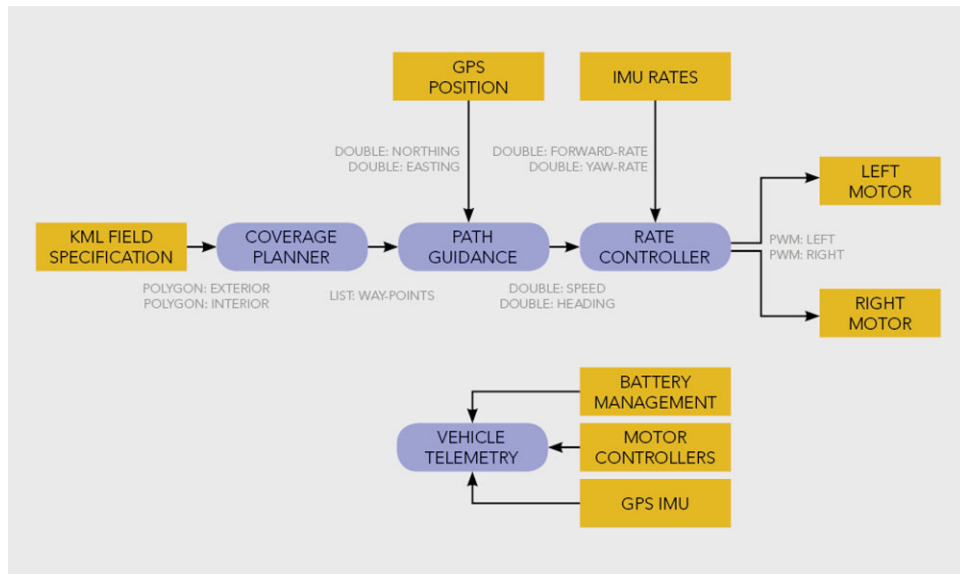 GPS
POSITION
IMU RATES
DOUBLE: NORTHING
DOUBLE: EASTING
DOUBLE: FORWARD-RATE
DOUBLE: YAW-RATE
LEFT
MOTOR
KML FIELD
SPECIFICATION
COVERAGE
PLANNER
PATH
GUIDANCE
RATE
CONTROLLER
PWM: LEFT
PWM: RIGHT
POLYGON: EXTERIOR
POLYGON: INTERIOR
LIST: WAY-POINTS
DOUBLE: SPEED
DOUBLE: HEADING
RIGHT
MOTOR
BATTERY
MANAGEMENT
VEHICLE
TELEMETRY
MOTOR
CONTROLLERS
GPS IMU